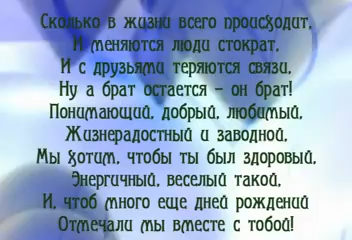 Сколько в жизни всего происходит,
И меняются люди стократ,
И с друзьями теряются связи,
Ну а брат остается – он брат!
Понимающий, добрый, любимый,
Жизнерадостный и заводной,
Мы хотим, чтобы ты был здоровый,
Энергичный, веселый такой,
И, чтоб много еще дней рождений
Отмечали мы вместе с тобой!